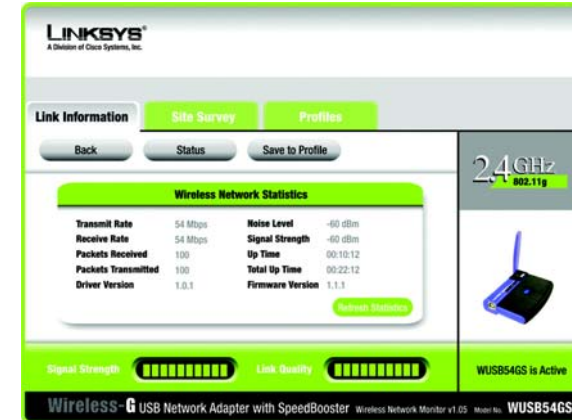 LINKSYS®
A Division of Cisco Systems, Inc.
Link Information
Site Survey
Profiles
Back
Status
Save to Profile
2.4GHz
802.11g
Wireless Network Statistics
Transmit Rate 54 Mbps Noise Level -60 dBm
Receive Rate 54 Mbps Signal Strength -60 dBm
Packets Received 100 Up Time 00:10:12
Packets Transmitted 100 Total Up Time 00:22:12
Driver Version 1.0.1 Firmware Version 1.1.1
Refresh Statistics
Signal Strength
Link Quality
WUSB54GS is Active
Wireless-G USB Network Adapter with SpeedBooster Wireless Network Monitor v1.05 Model No. WUSB54GS